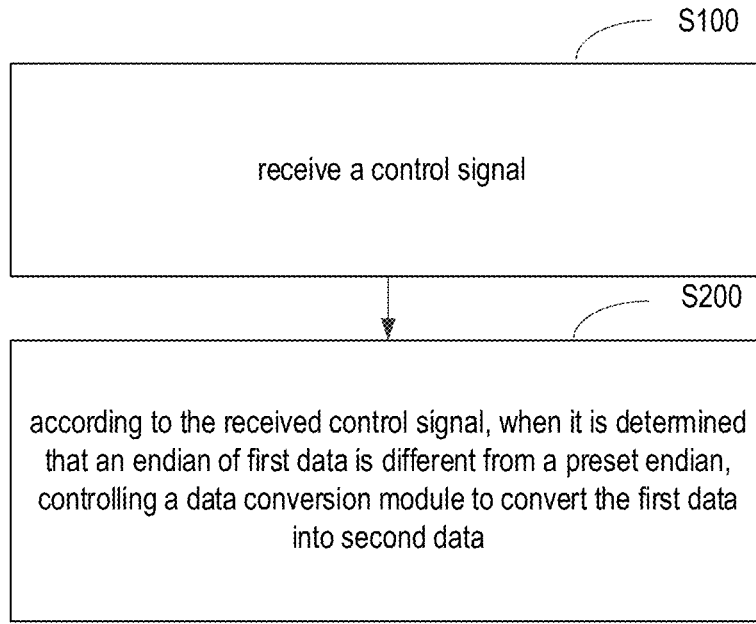 S100
receive a control signal
S200
according to the received control signal, when it is determined
that an endian of first data is different from a preset endian,
controlling a data conversion module to convert the first data
into second data